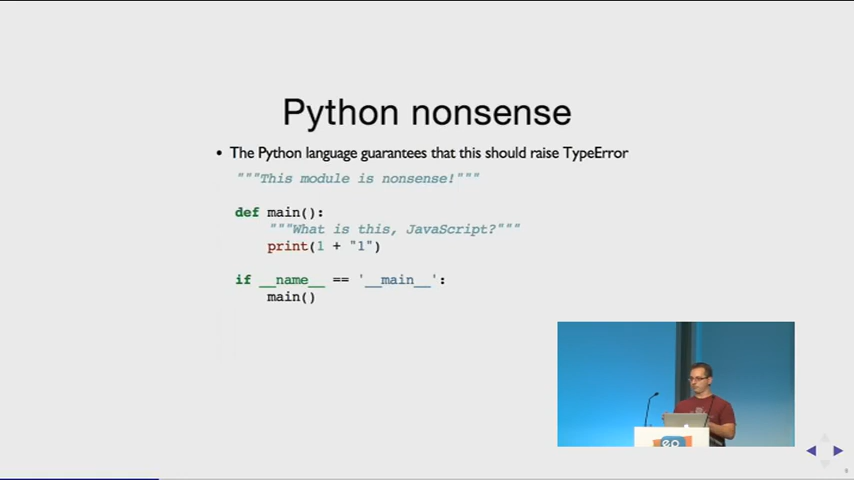 Python nonsense
• The Python language guarantees that this should raise TypeError
"""This module is nonsense!"""
def main():
"""What is this, JavaScript?"""
print(1 + "1")
if __name__ == '__main__':
main()
ep